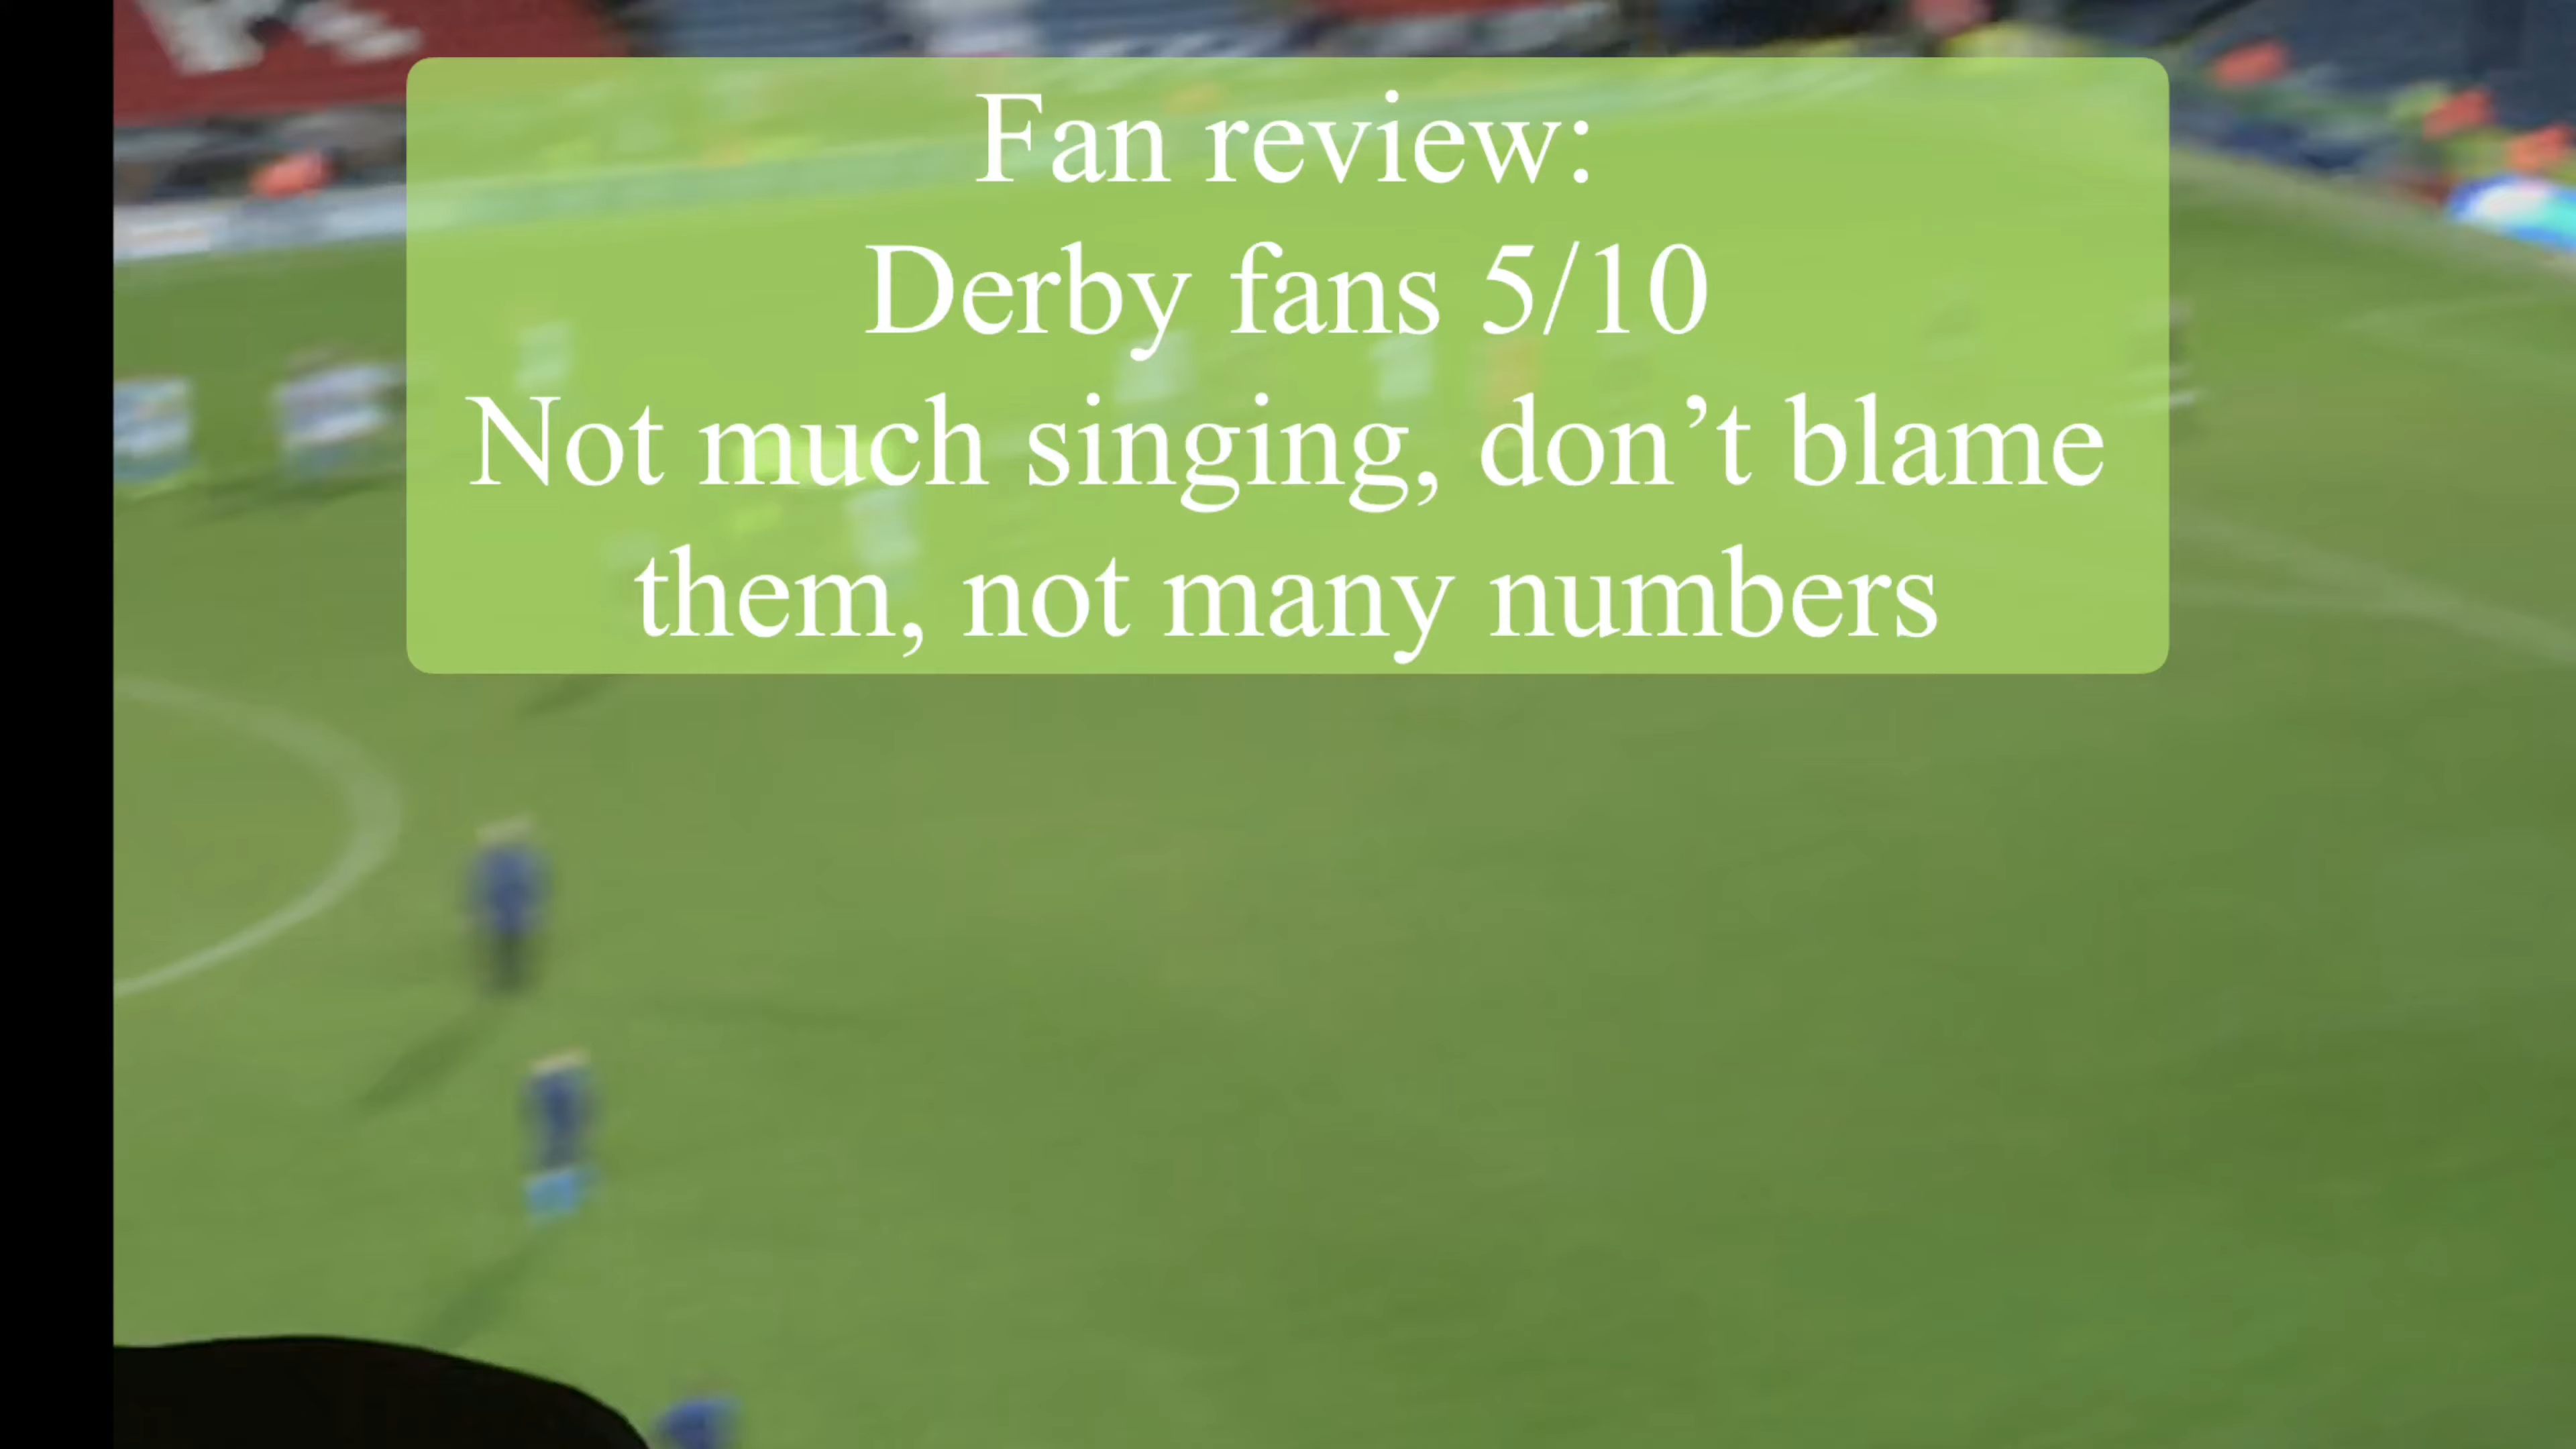 Fan review:
Derby fans 5/10
Not much singing, don’t blame
them, not many numbers